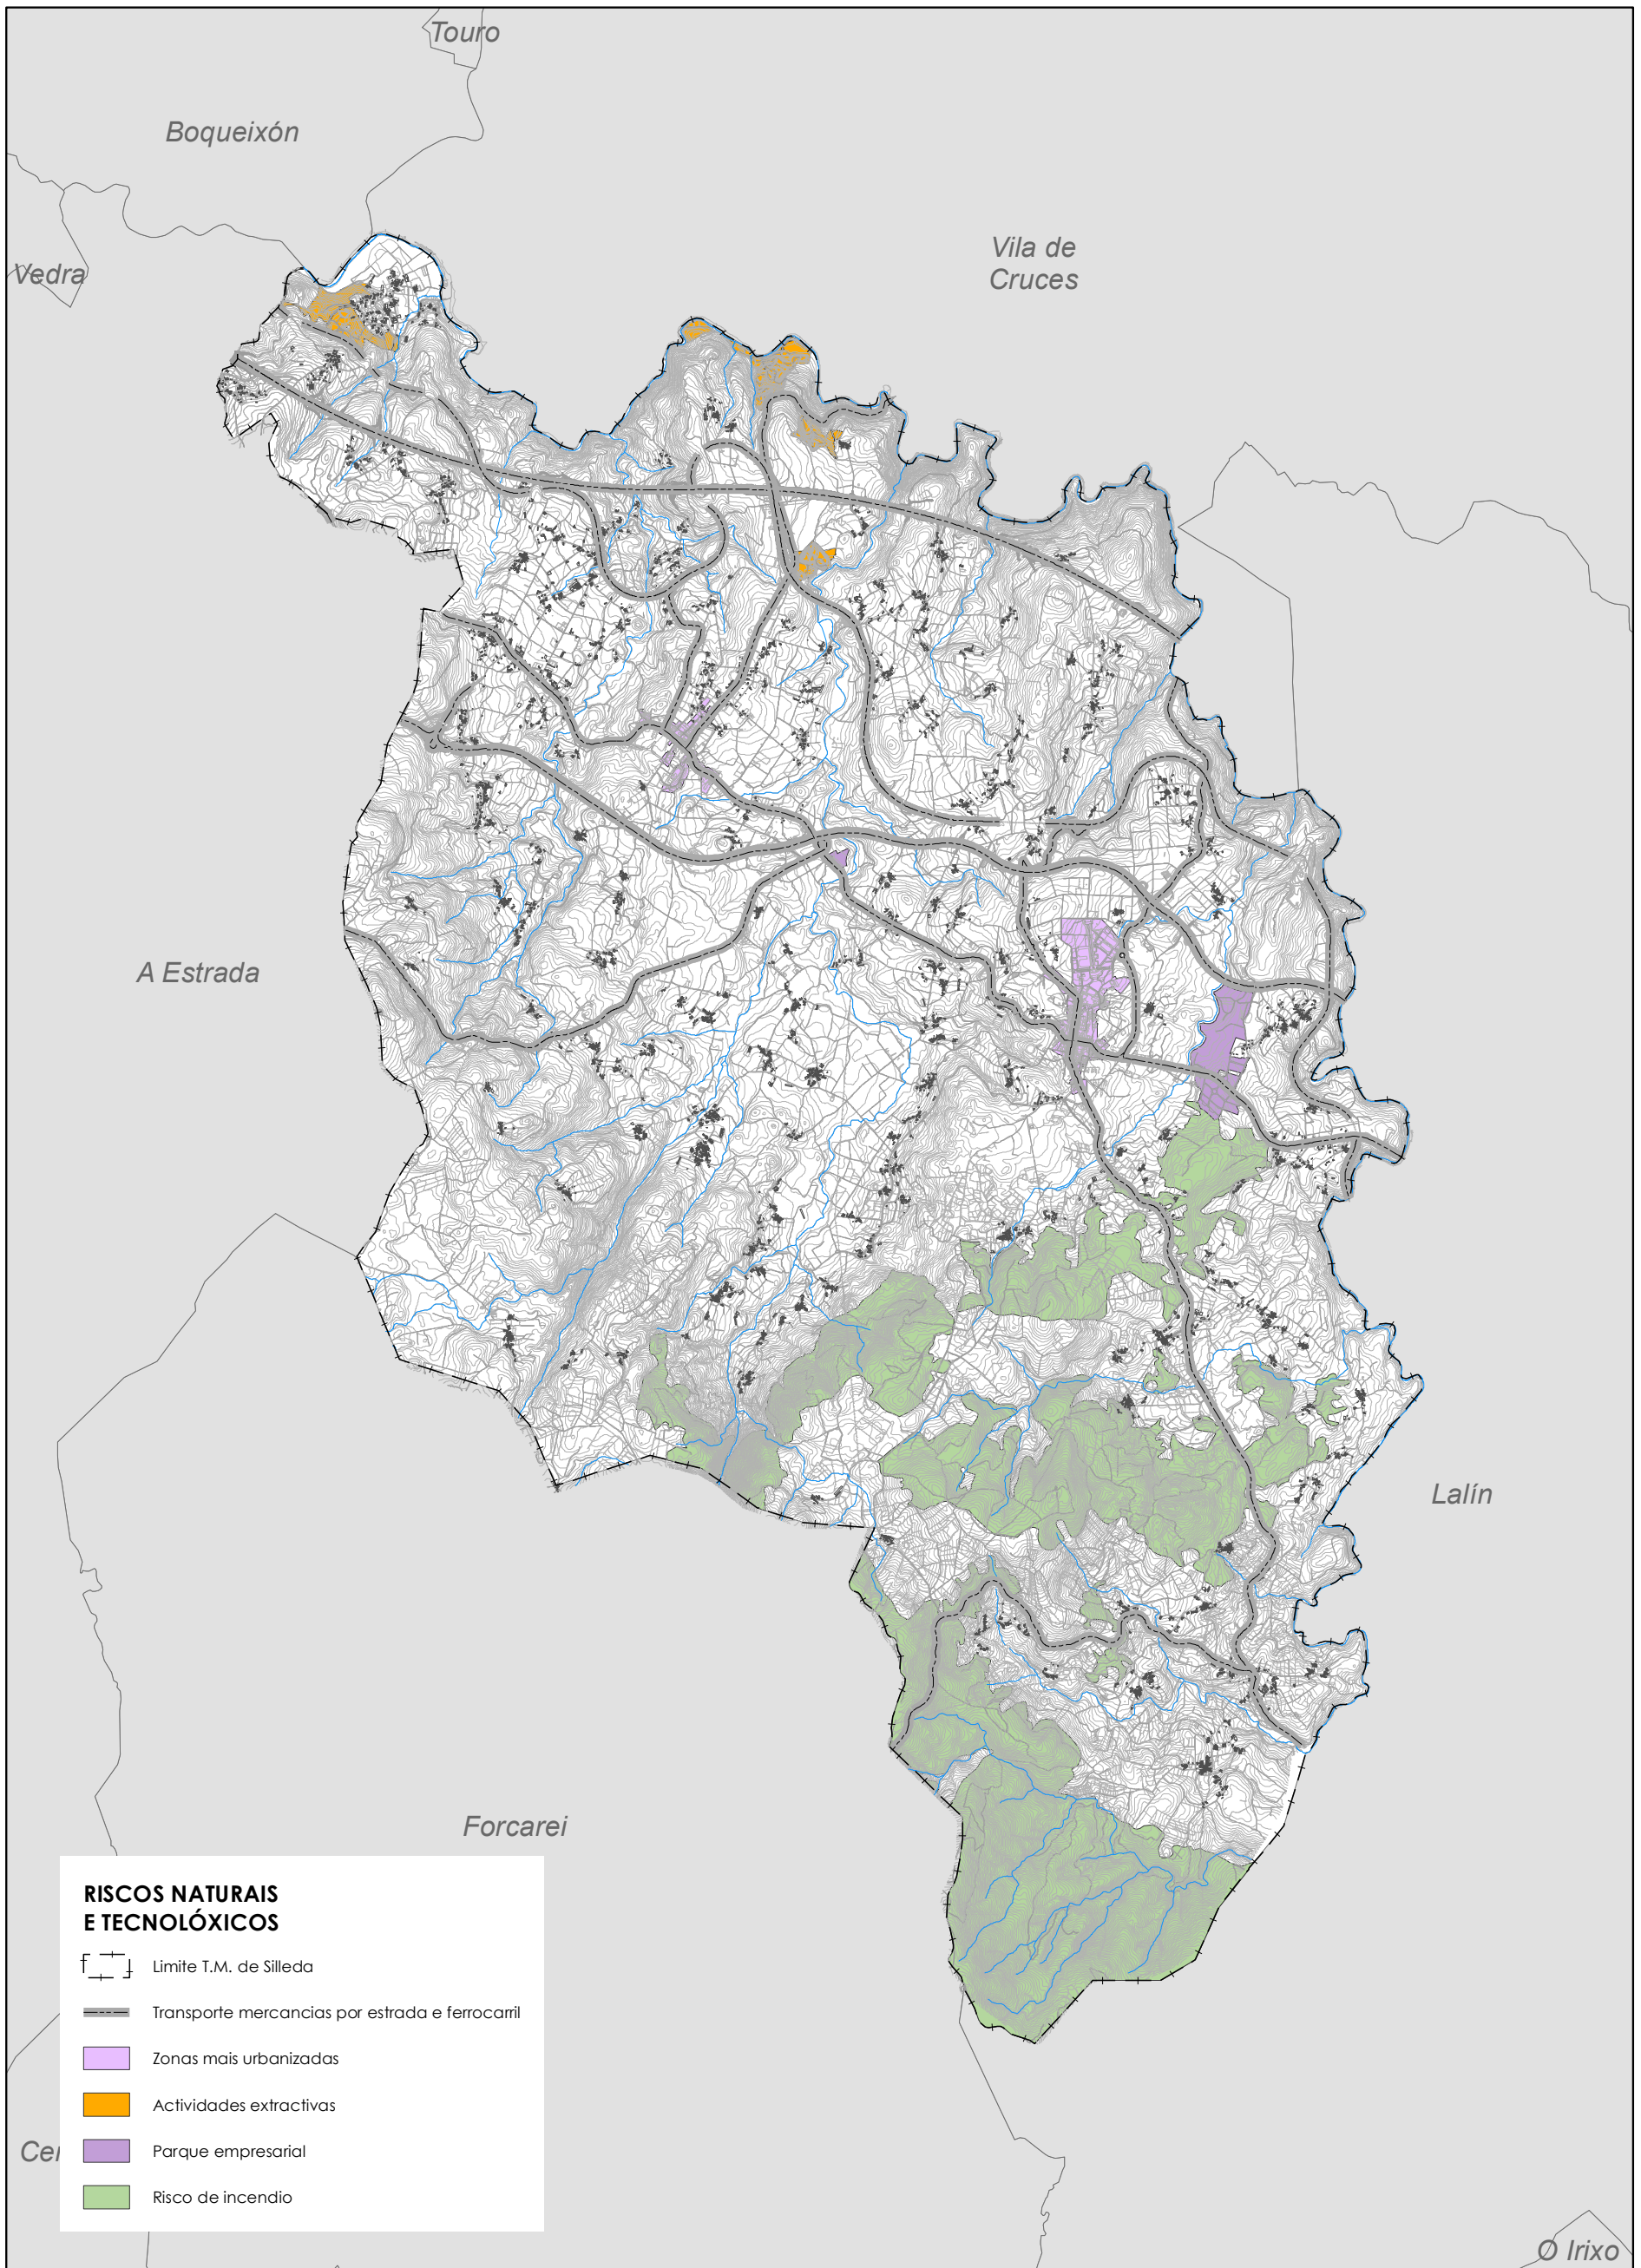 Touro
Boqueixón
Vila de
Cruces
Vedra
A Estrada
Lalín
Forcarei
RISCOS NATURAIS
E TECNOLÓXICOS
Limite T.M. de Silleda
Transporte mercancias por estrada e ferrocarril
Zonas mais urbanizadas
Actividades extractivas
Parque empresarial
Cer
Risco de incendio
O Irixo